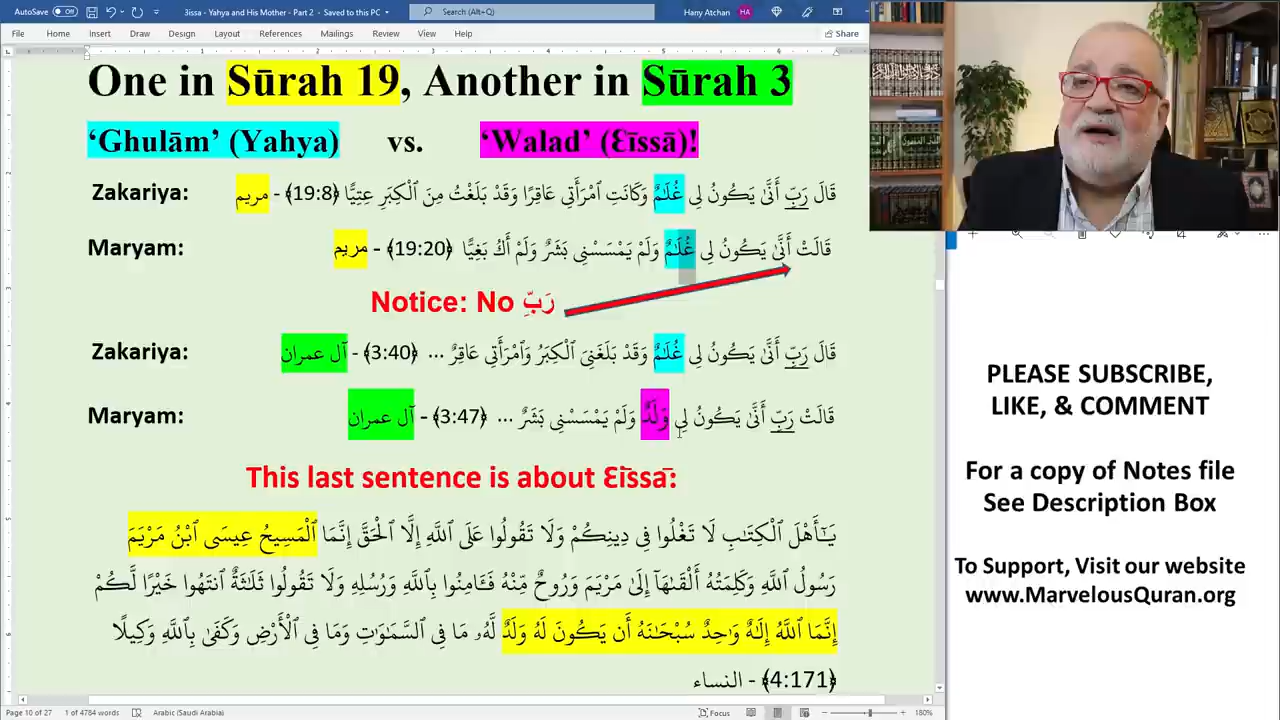 AutoSave Off 3issa - Yahya and His Mother - Part 2 - Saved to this PC Search (Alt+Q) Hany Atchan HA
File Home Insert Draw Design Layout References Mailings Review View Help Share
One in Sūrah 19, Another in Sūrah 3
‘Ghulām’ (Yahya) vs. ‘Walad’ (Ɛīssā)!
Zakariya: قَالَ رَبِّ أَنَّىٰ يَكُونُ لِى غُلَـٰمٌ وَكَانَتِ ٱمْرَأَتِى عَاقِرًا وَقَدْ بَلَغْتُ مِنَ ٱلْكِبَرِ عِتِيًّا ﴿19:8﴾ - مريم
Maryam: قَالَتْ أَنَّىٰ يَكُونُ لِى غُلَـٰمٌ وَلَمْ يَمْسَسْنِى بَشَرٌ وَلَمْ أَكُ بَغِيًّا ﴿19:20﴾ - مريم
Notice: No رَبِّ
Zakariya: قَالَ رَبِّ أَنَّىٰ يَكُونُ لِى غُلَـٰمٌ وَقَدْ بَلَغَنِىَ ٱلْكِبَرُ وَٱمْرَأَتِى عَاقِرٌ ... ﴿3:40﴾ - آل عمران
Maryam: قَالَتْ رَبِّ أَنَّىٰ يَكُونُ لِى وَلَدٌ وَلَمْ يَمْسَسْنِى بَشَرٌ ... ﴿3:47﴾ - آل عمران
This last sentence is about Ɛīssā:
يَـٰٓأَهْلَ ٱلْكِتَـٰبِ لَا تَغْلُوا فِى دِينِكُمْ وَلَا تَقُولُوا عَلَى ٱللَّهِ إِلَّا ٱلْحَقَّ إِنَّمَا ٱلْمَسِيحُ عِيسَى ٱبْنُ مَرْيَمَ
رَسُولُ ٱللَّهِ وَكَلِمَتُهُ أَلْقَـٰهَآ إِلَىٰ مَرْيَمَ وَرُوحٌ مِّنْهُ فَـَٔامِنُوا بِٱللَّهِ وَرُسُلِهِ وَلَا تَقُولُوا ثَلَـٰثَةٌ ٱنتَهُوا خَيْرًا لَّكُمْ
إِنَّمَا ٱللَّهُ إِلَـٰهٌ وَٰحِدٌ سُبْحَـٰنَهُ أَن يَكُونَ لَهُ وَلَدٌ لَّهُۥ مَا فِى ٱلسَّمَـٰوَٰتِ وَمَا فِى ٱلْأَرْضِ وَكَفَىٰ بِٱللَّهِ وَكِيلًا
﴿4:171﴾ - النساء
PLEASE SUBSCRIBE,
LIKE, & COMMENT
For a copy of Notes file
See Description Box
To Support, Visit our website
www.MarvelousQuran.org
Page 10 of 27 1 of 4784 words Arabic (Saudi Arabia) Focus 180%